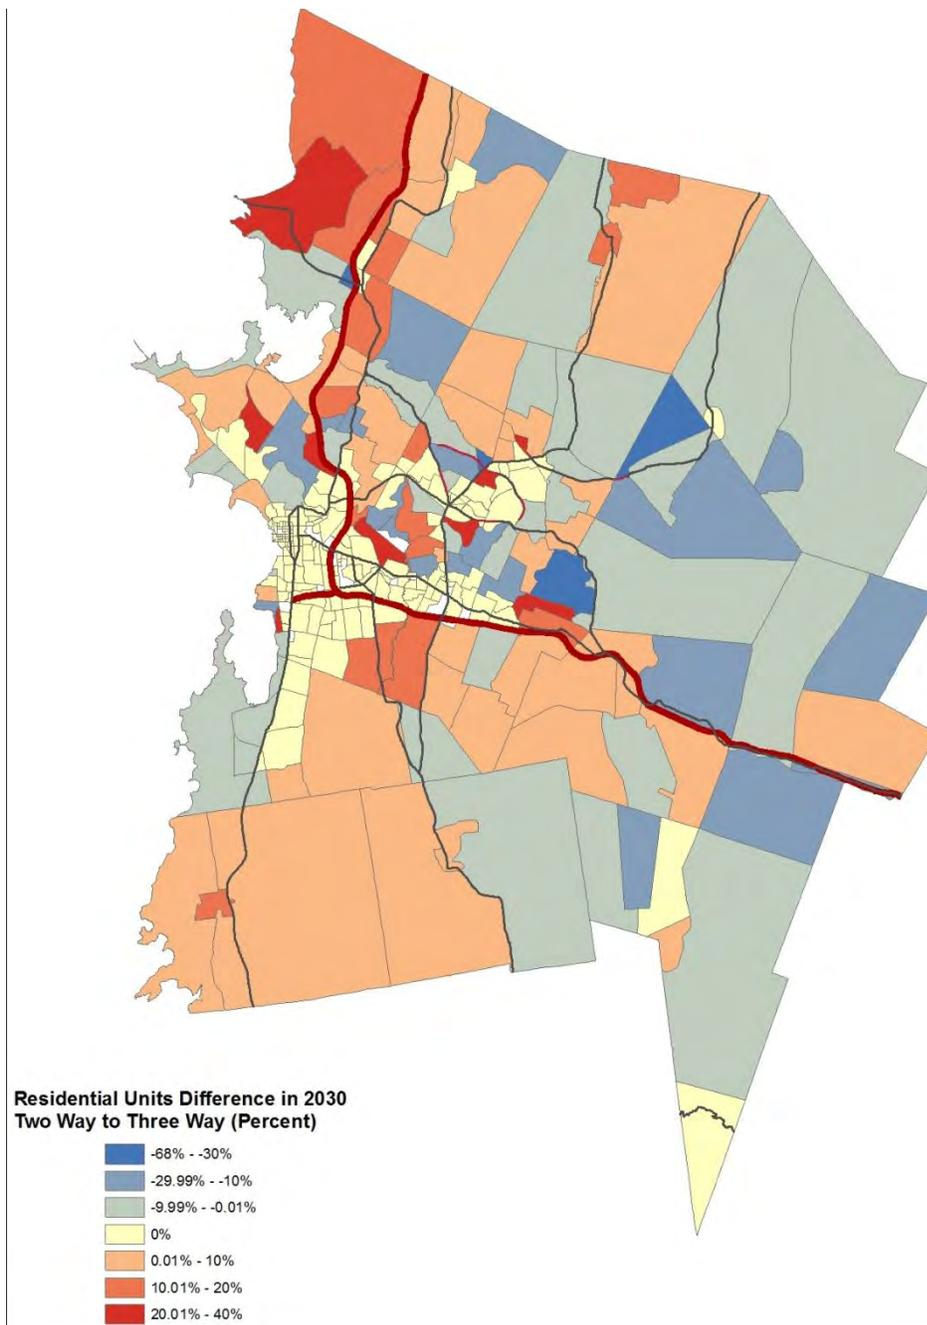 Residential Units Difference in 2030
Two Way to Three Way (Percent)
-68% - -30%
-29.99% - -10%
-9.99% - -0.01%
0%
0.01% - 10%
10.01% - 20%
20.01% - 40%